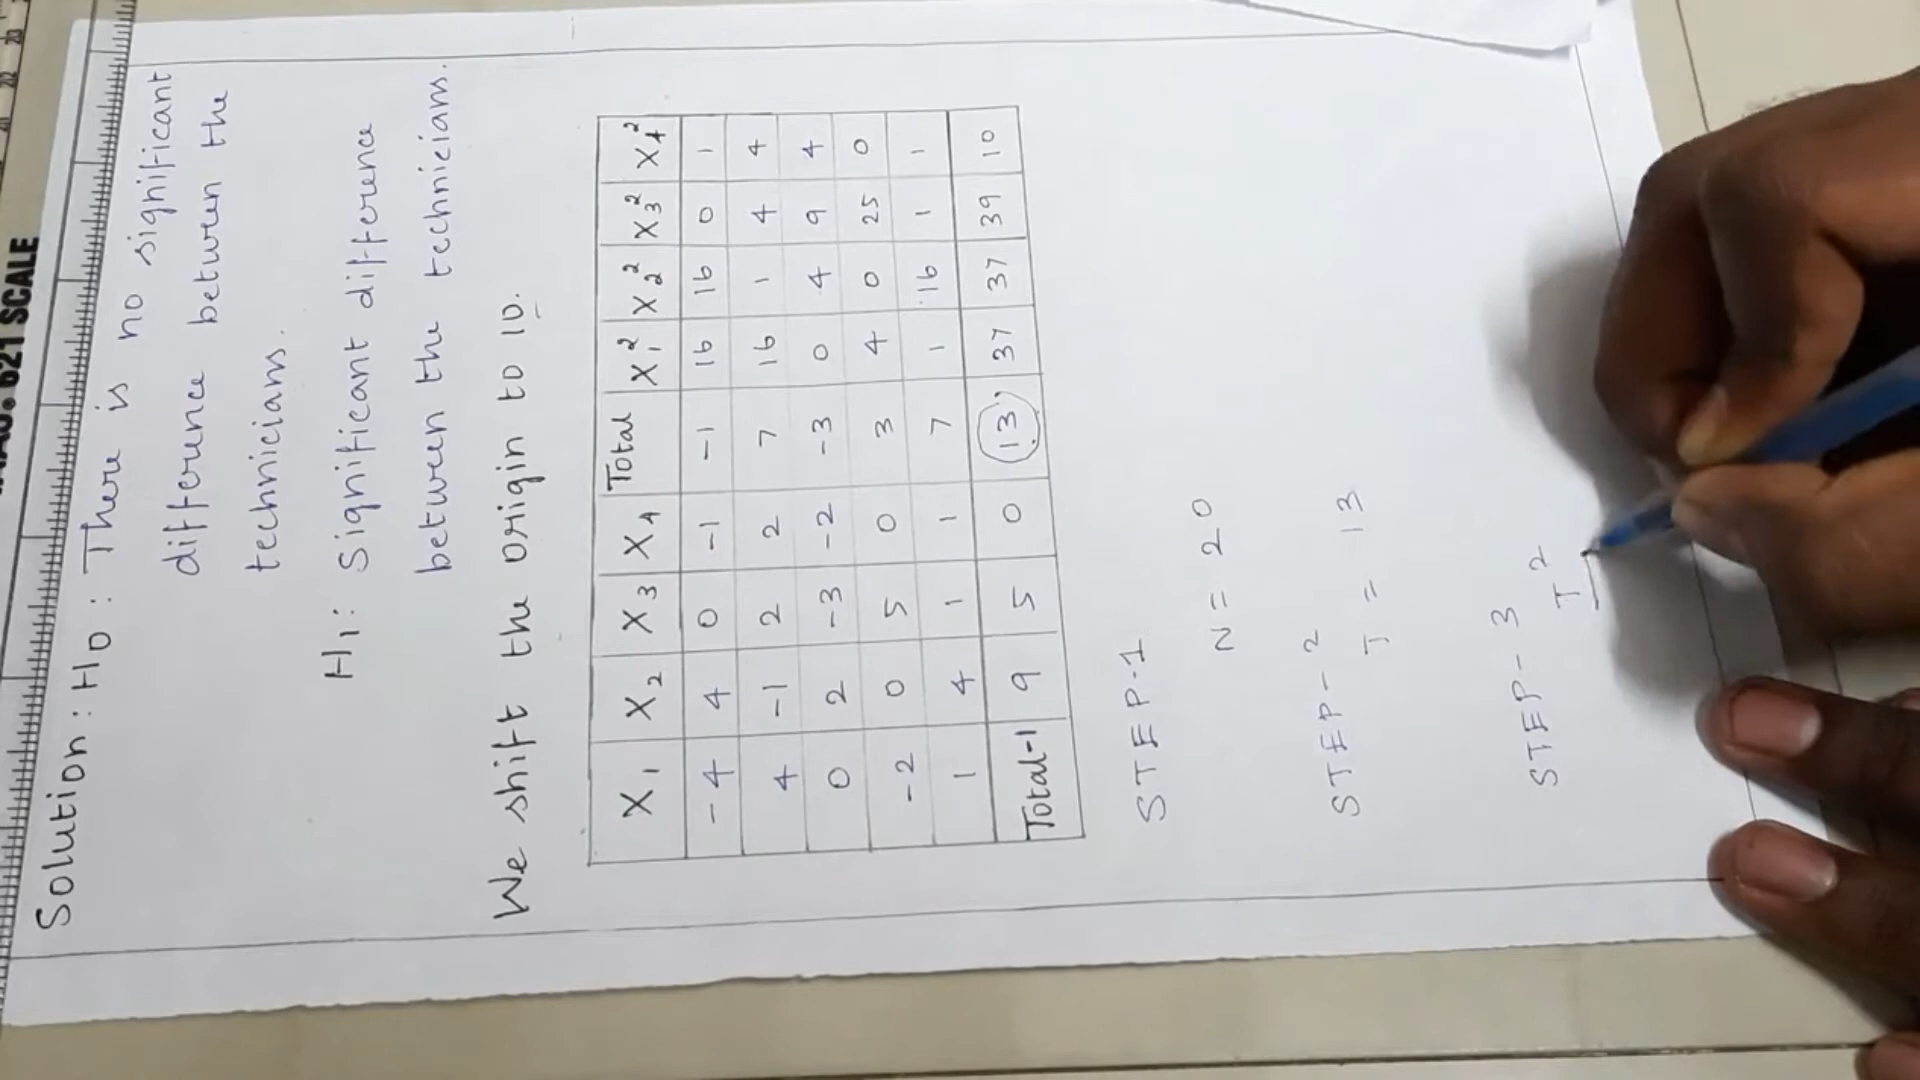 Solution: H0: There is no significant
difference between the
technicians.
H1: Significant difference
between the technicians.
We shift the origin to 10.
X1 X2 X3 X4 Total X1² X2² X3² X4²
-4 4 0 -1 -1 16 16 0 1
4 -1 2 2 7 16 1 4 4
0 2 -3 -2 -3 0 4 9 4
-2 0 5 0 3 4 0 25 0
1 4 1 1 7 1 16 1 1
Total-1 9 5 0 13 37 37 39 10
STEP-1
N = 20
STEP-2
T = 13
STEP-3
T²
621 SCALE